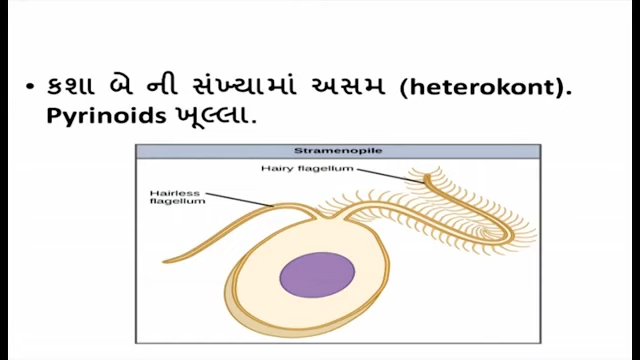 • કશા બે ની સંખ્યામાં અસમ (heterokont).
Pyrinoids ખૂલ્લા.
Stramenopile
Hairy flagellum
Hairless
flagellum